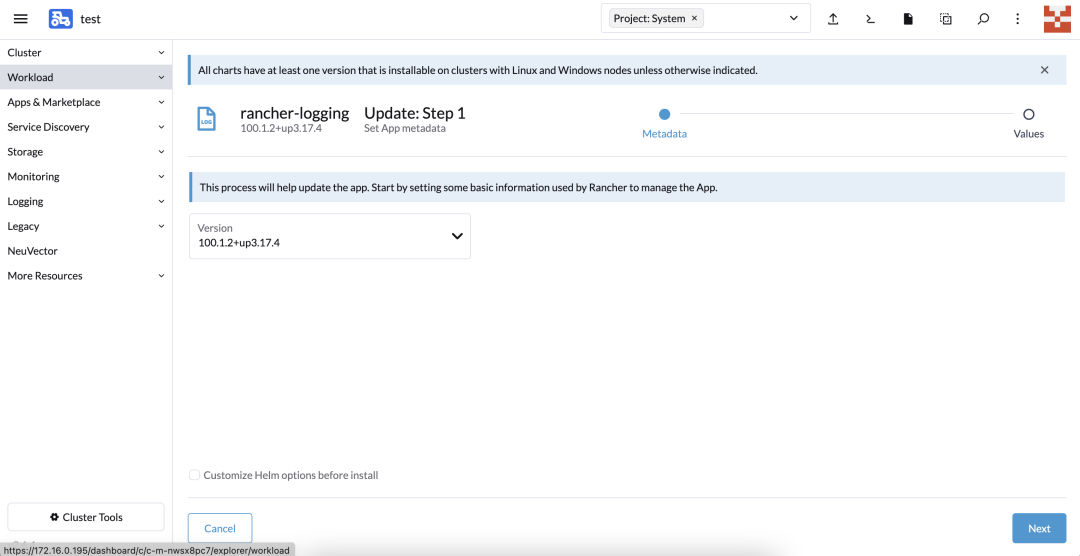 test
Project: System ×
Cluster
Workload
Apps & Marketplace
Service Discovery
Storage
Monitoring
Logging
Legacy
NeuVector
More Resources
Cluster Tools
All charts have at least one version that is installable on clusters with Linux and Windows nodes unless otherwise indicated.
LOG
rancher-logging
100.1.2+up3.17.4
Update: Step 1
Set App metadata
Metadata
Values
This process will help update the app. Start by setting some basic information used by Rancher to manage the App.
Version
100.1.2+up3.17.4
Customize Helm options before install
Cancel
Next
https://172.16.0.195/dashboard/c/c-m-nwsx8pc7/explorer/workload